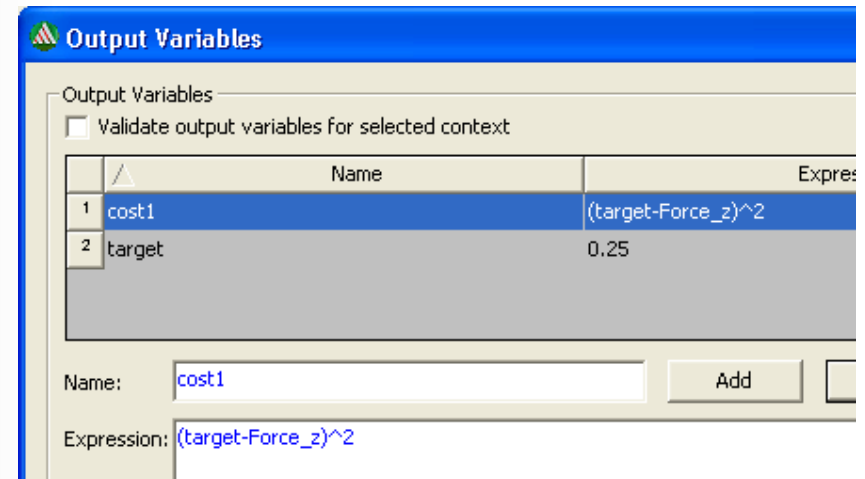 Output Variables
Output Variables
Validate output variables for selected context
Name
1 cost1 (target-Force_z)^2
2 target 0.25
Name: cost1 Add
Expression: (target-Force_z)^2